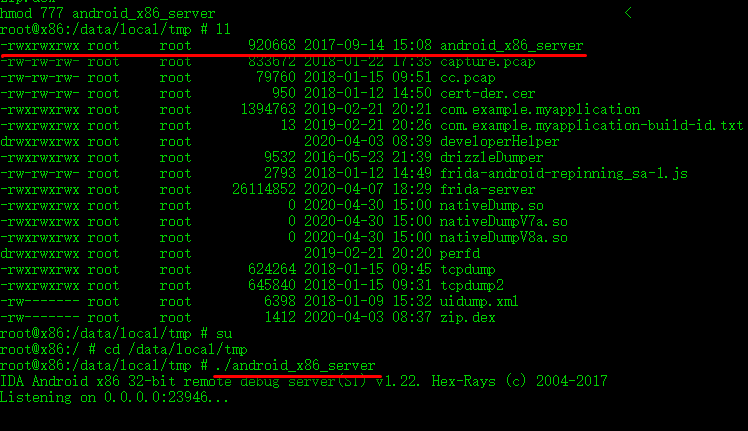 zip.dex
hmod 777 android_x86_server
root@x86:/data/local/tmp # ll
-rwxrwxrwx root     root       920668 2017-09-14 15:08 android_x86_server
-rw-rw-rw- root     root       833672 2018-01-22 17:35 capture.pcap
-rw-rw-rw- root     root        79760 2018-01-15 09:51 cc.pcap
-rw-rw-rw- root     root          950 2018-01-12 14:50 cert-der.cer
-rwxrwxrwx root     root      1394763 2019-02-21 20:21 com.example.myapplication
-rwxrwxrwx root     root           13 2019-02-21 20:26 com.example.myapplication-build-id.txt
drwxrwxrwx root     root              2020-04-03 08:39 developerHelper
-rwxrwxrwx root     root         9532 2016-05-23 21:39 drizzleDumper
-rw-rw-rw- root     root         2793 2018-01-12 14:49 frida-android-repinning_sa-1.js
-rwxrwxrwx root     root     26114852 2020-04-07 18:29 frida-server
-rwxrwxrwx root     root            0 2020-04-30 15:00 nativeDump.so
-rwxrwxrwx root     root            0 2020-04-30 15:00 nativeDumpV7a.so
-rwxrwxrwx root     root            0 2020-04-30 15:00 nativeDumpV8a.so
drwxrwxrwx root     root              2019-02-21 20:20 perfd
-rwxrwxrwx root     root       624264 2018-01-15 09:45 tcpdump
-rwxrwxrwx root     root       645840 2018-01-15 09:31 tcpdump2
-rw------- root     root         6398 2018-01-09 15:32 uidump.xml
-rw------- root     root         1412 2020-04-03 08:37 zip.dex
root@x86:/data/local/tmp # su
root@x86:/ # cd /data/local/tmp
root@x86:/data/local/tmp # ./android_x86_server
IDA Android x86 32-bit remote debug server(ST) v1.22. Hex-Rays (c) 2004-2017
Listening on 0.0.0.0:23946...